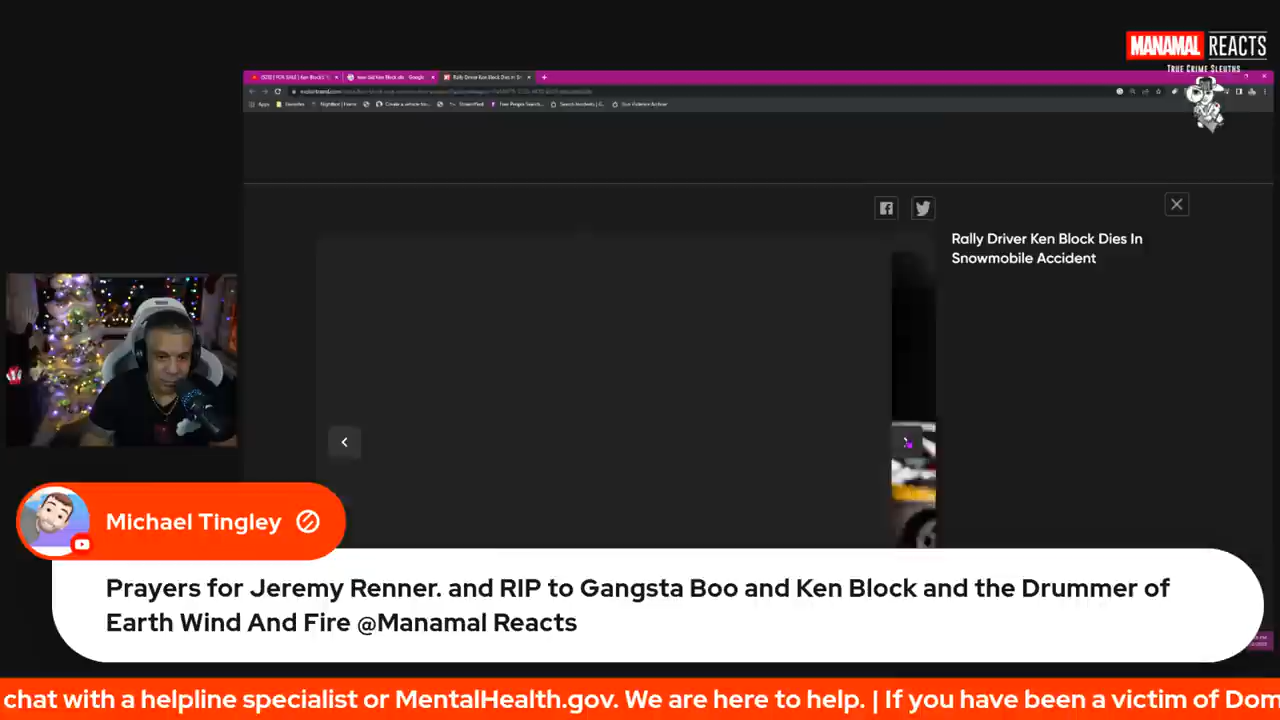 MANAMAL REACTS
TRUE CRIME SLEUTHS
Rally Driver Ken Block Dies In
Snowmobile Accident
Michael Tingley
Prayers for Jeremy Renner. and RIP to Gangsta Boo and Ken Block and the Drummer of
Earth Wind And Fire @Manamal Reacts
chat with a helpline specialist or MentalHealth.gov. We are here to help. | If you have been a victim of Dom